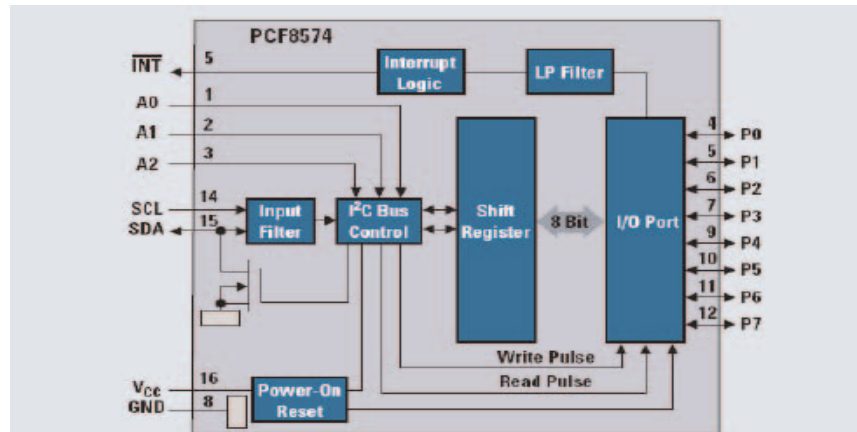 PCF8574
INT 5
Interrupt Logic
LP Filter
A0 1
A1 2
A2 3
SCL 14
SDA 15
Input Filter
I²C Bus Control
Shift Register
8 Bit
I/O Port
4 P0
5 P1
6 P2
7 P3
9 P4
10 P5
11 P6
12 P7
Write Pulse
Read Pulse
VCC 16
GND 8
Power-On Reset